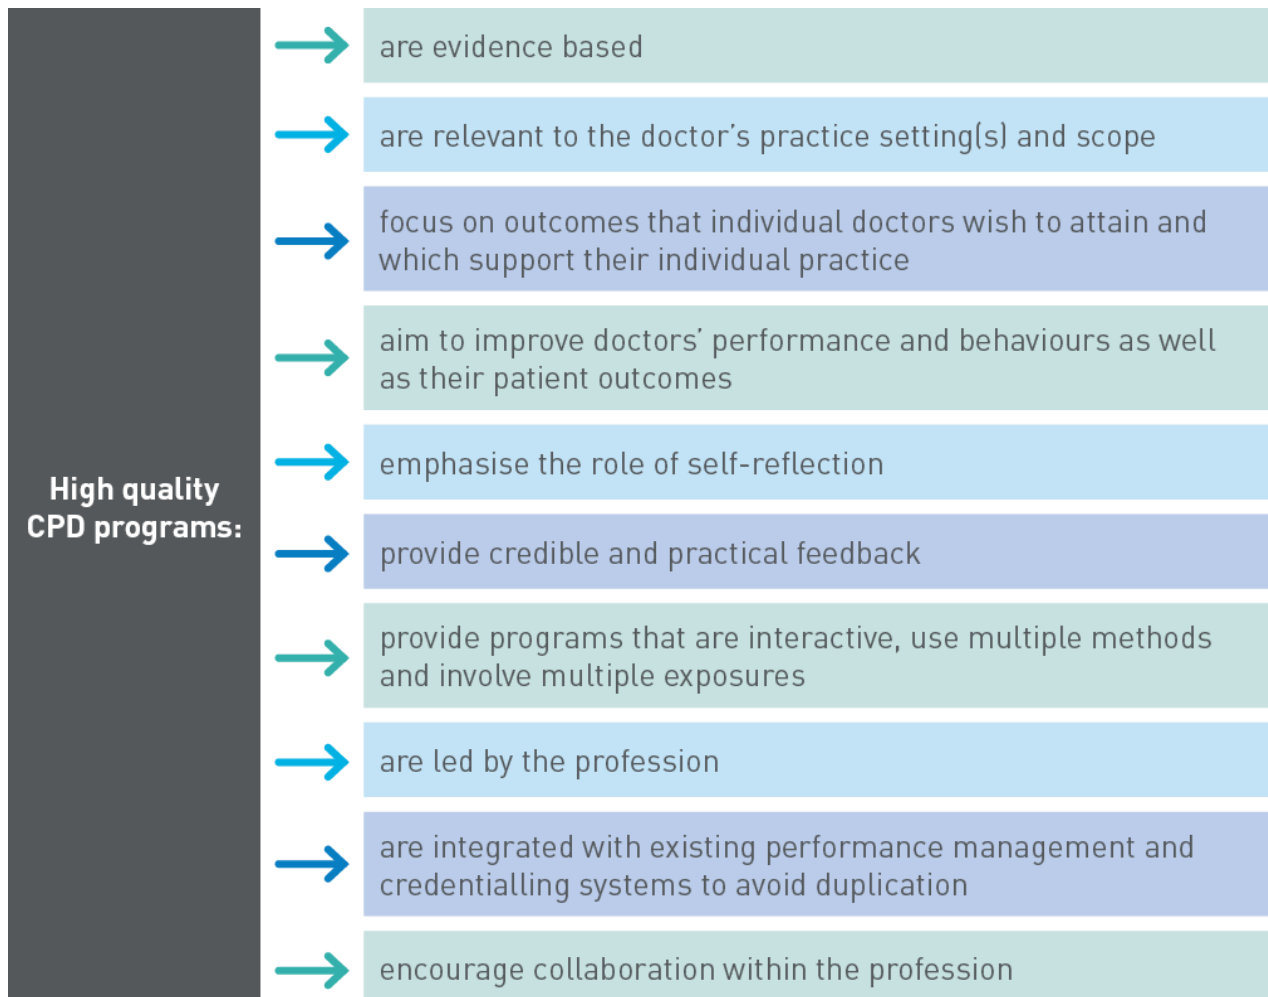 High quality
CPD programs:
are evidence based
are relevant to the doctor’s practice setting(s) and scope
focus on outcomes that individual doctors wish to attain and
which support their individual practice
aim to improve doctors’ performance and behaviours as well
as their patient outcomes
emphasise the role of self-reflection
provide credible and practical feedback
provide programs that are interactive, use multiple methods
and involve multiple exposures
are led by the profession
are integrated with existing performance management and
credentialling systems to avoid duplication
encourage collaboration within the profession